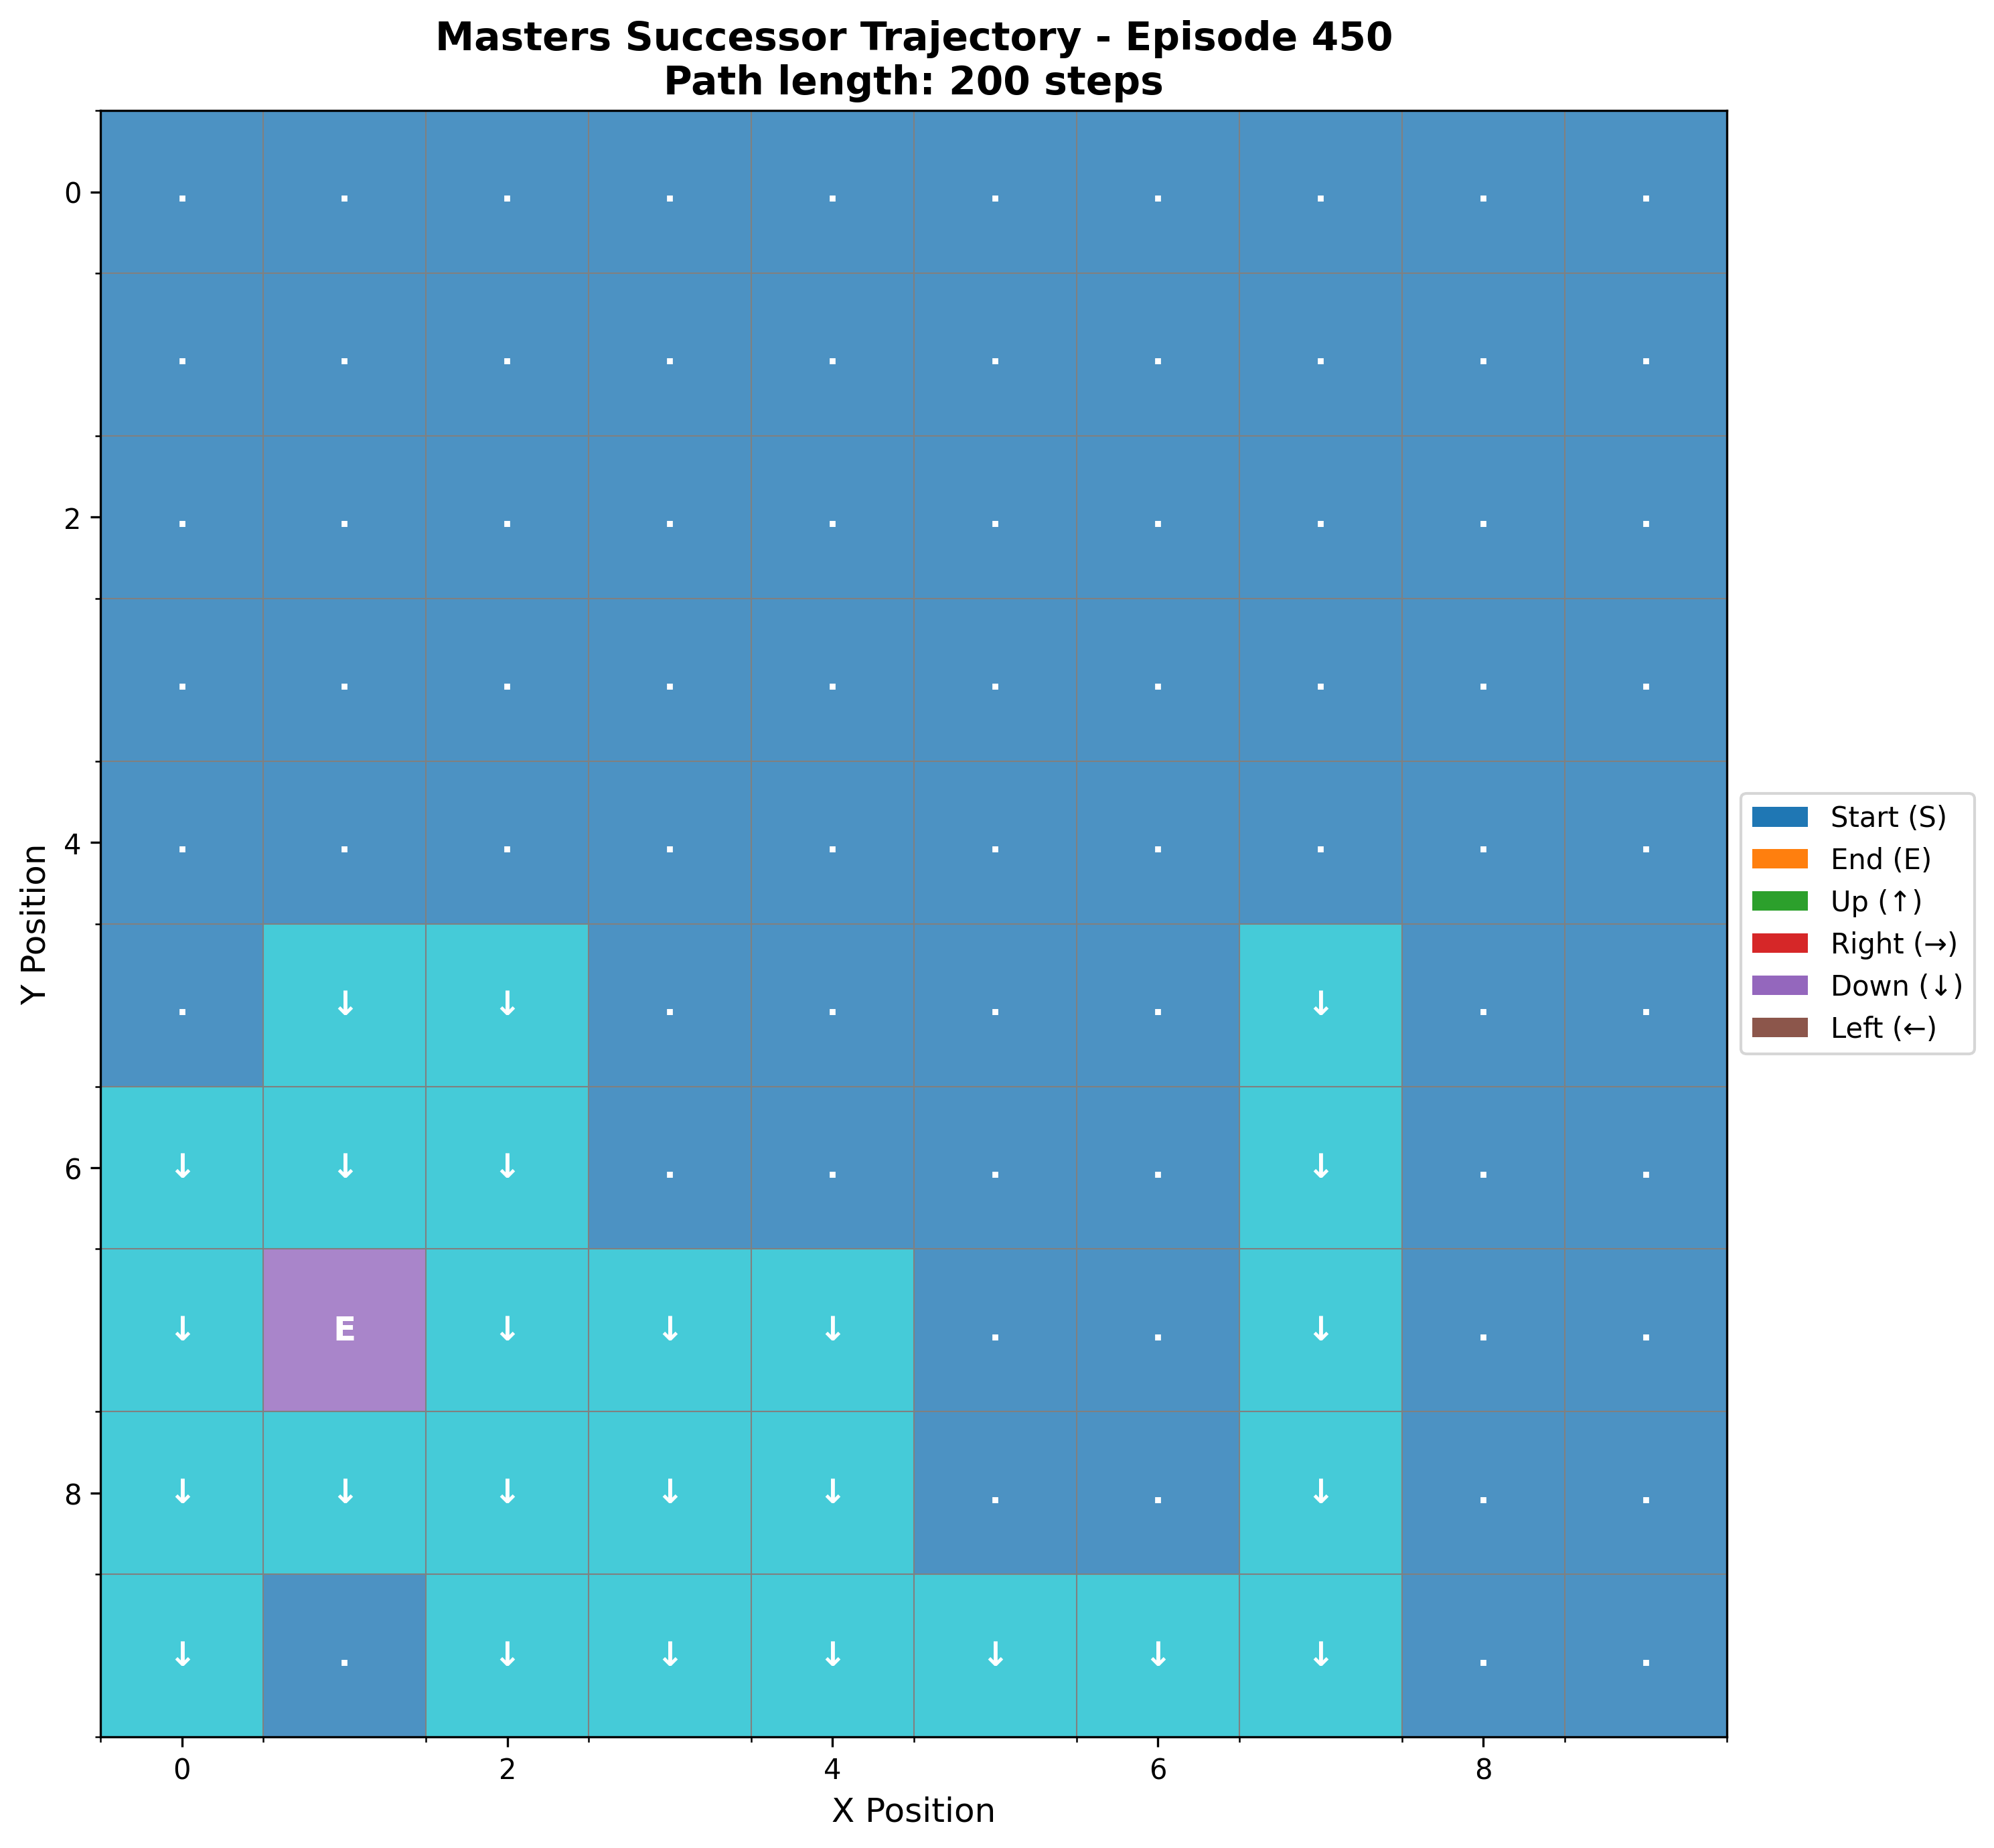 Masters Successor Trajectory - Episode 450
Path length: 200 steps
0 . . . . . . . . . .
. . . . . . . . . .
2 . . . . . . . . . .
. . . . . . . . . .
4 . . . . . . . . . .
. ↓ ↓ . . . . ↓ . .
6 ↓ ↓ ↓ . . . . ↓ . .
↓ E ↓ ↓ ↓ . . ↓ . .
8 ↓ ↓ ↓ ↓ ↓ . . ↓ . .
↓ . ↓ ↓ ↓ ↓ ↓ ↓ . .
0 2 4 6 8
X Position
Y Position
Start (S)
End (E)
Up (↑)
Right (→)
Down (↓)
Left (←)